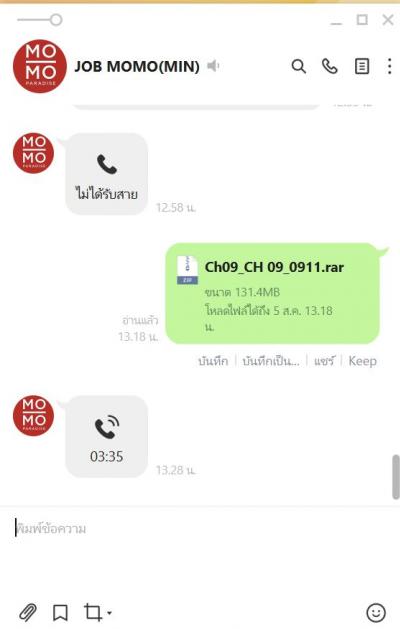 MO
MO
PARADISE
JOB MOMO(MIN)
MO
MO
ไม่ได้รับสาย
12.58 น.
ZIP
Ch09_CH 09_0911.rar
ขนาด 131.4MB
โหลดไฟล์ได้ถึง 5 ส.ค. 13.18
น.
อ่านแล้ว
13.18 น.
บันทึก | บันทึกเป็น... | แชร์ | Keep
MO
MO
03:35
13.28 น.
พิมพ์ข้อความ